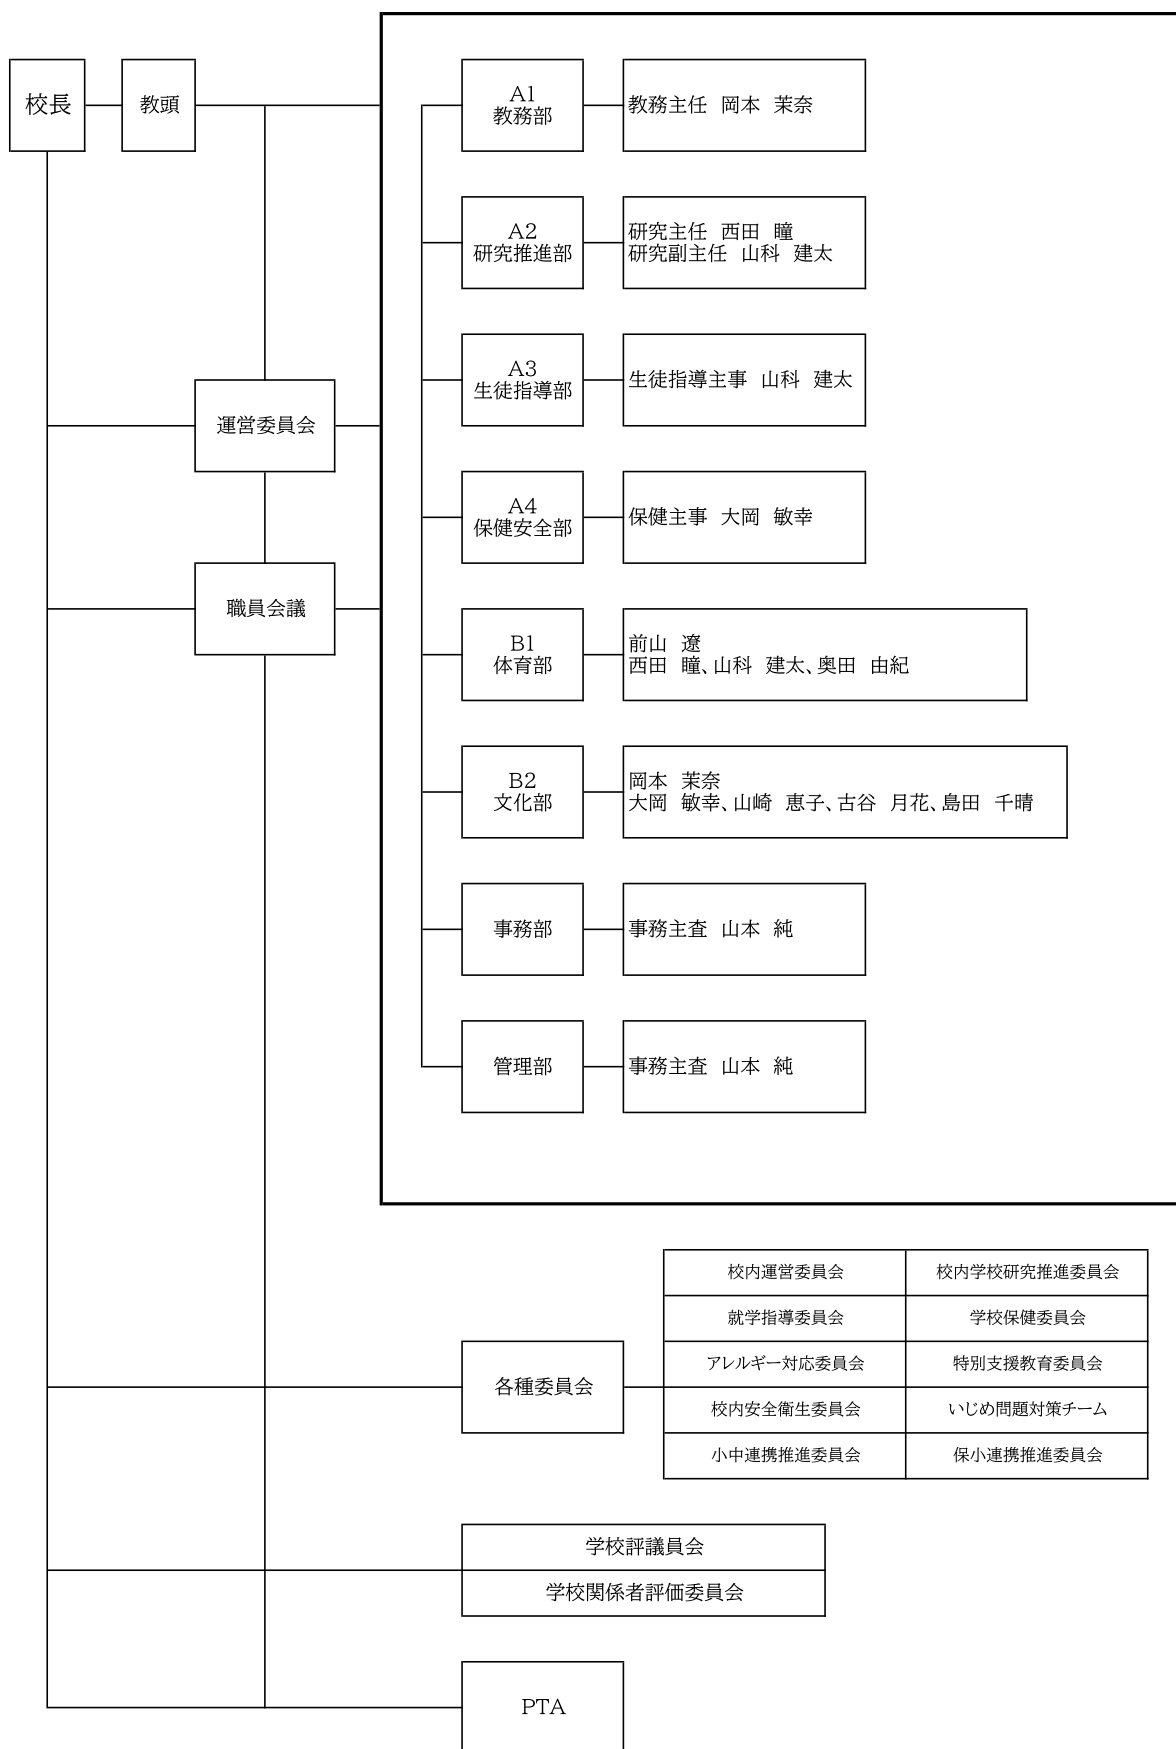 校長
教頭
A1
教務部
教務主任 岡本 茉奈
A2
研究推進部
研究主任 西田 瞳
研究副主任 山科 建太
A3
生徒指導部
生徒指導主事 山科 建太
運営委員会
A4
保健安全部
保健主事 大岡 敏幸
職員会議
B1
体育部
前山 遼
西田 瞳、山科 建太、奥田 由紀
B2
文化部
岡本 茉奈
大岡 敏幸、山崎 恵子、古谷 月花、島田 千晴
事務部
事務主査 山本 純
管理部
事務主査 山本 純
各種委員会
校内運営委員会
校内学校研究推進委員会
就学指導委員会
学校保健委員会
アレルギー対応委員会
特別支援教育委員会
校内安全衛生委員会
いじめ問題対策チーム
小中連携推進委員会
保小連携推進委員会
学校評議員会
学校関係者評価委員会
PTA